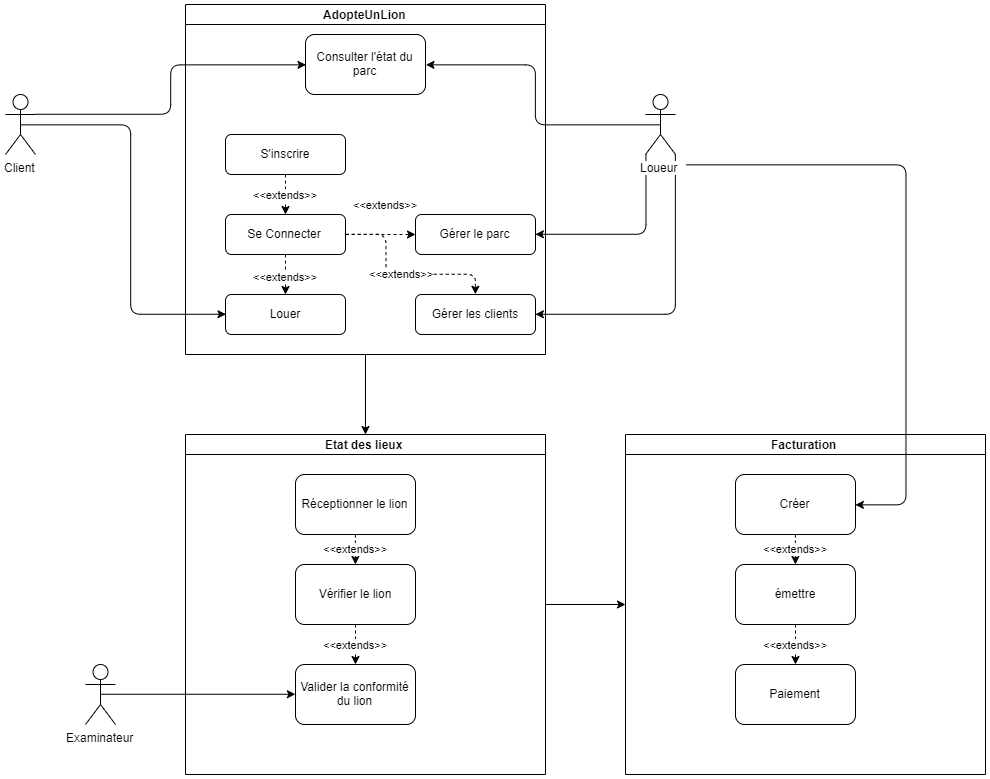 AdopteUnLion
Consulter l'état du
parc
Client
Loueur
S'inscrire
<<extends>>
<<extends>>
Se Connecter
Gérer le parc
<<extends>>
<<extends>>
Louer
Gérer les clients
Etat des lieux
Facturation
Réceptionner le lion
Créer
<<extends>>
<<extends>>
Vérifier le lion
émettre
<<extends>>
<<extends>>
Valider la conformité
du lion
Paiement
Examinateur